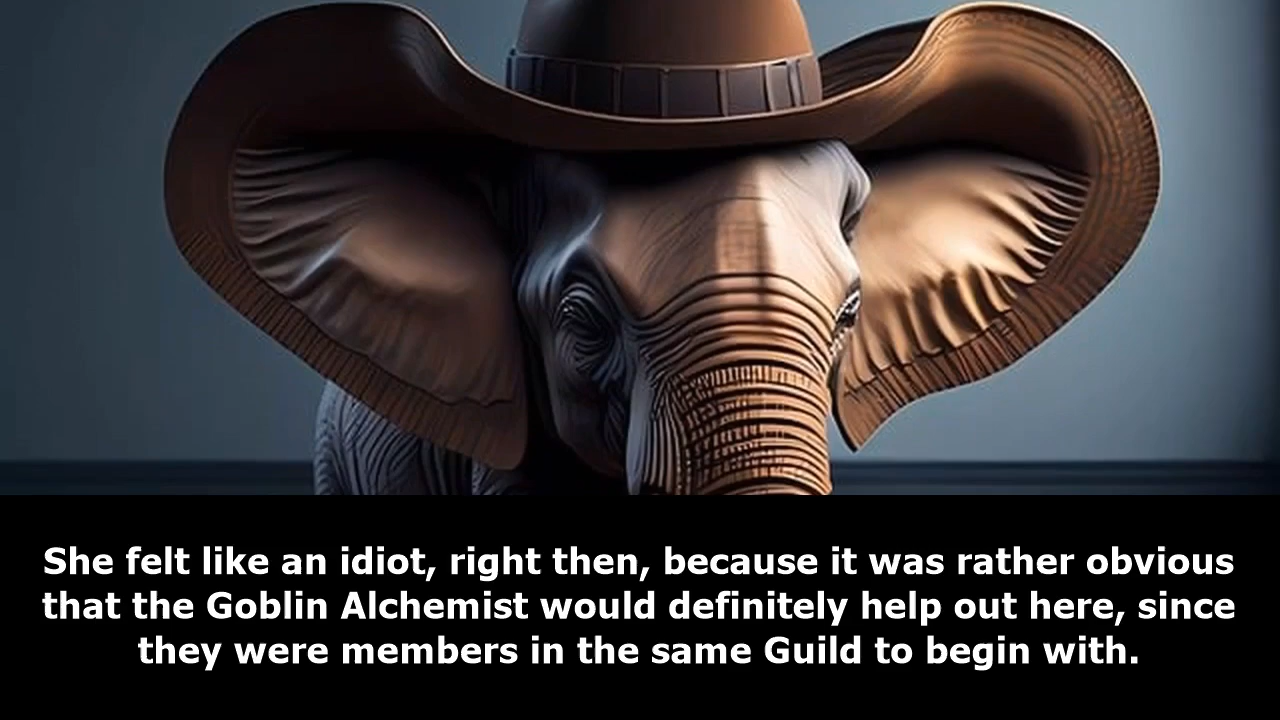 She felt like an idiot, right then, because it was rather obvious
that the Goblin Alchemist would definitely help out here, since
they were members in the same Guild to begin with.